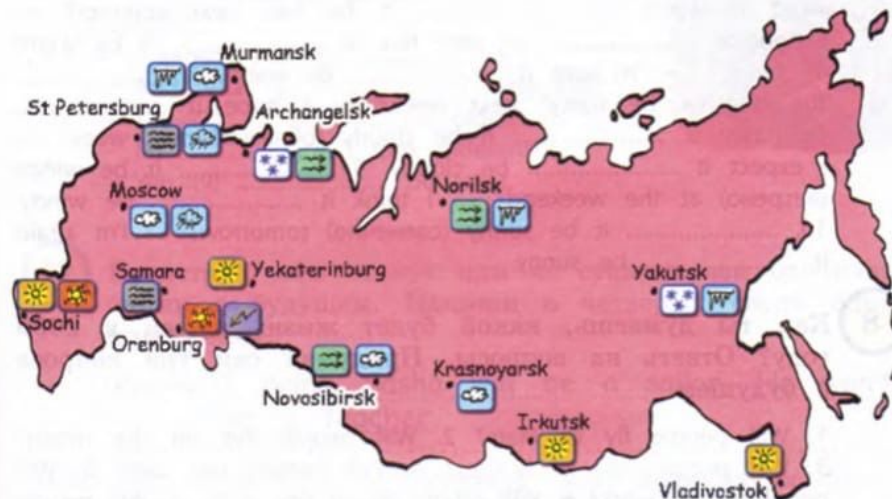 Murmansk
St Petersburg
Archangelsk
Moscow
Norilsk
Samara
Yekaterinburg
Yakutsk
Sochi
Orenburg
Krasnoyarsk
Novosibirsk
Irkutsk
Vladivostok